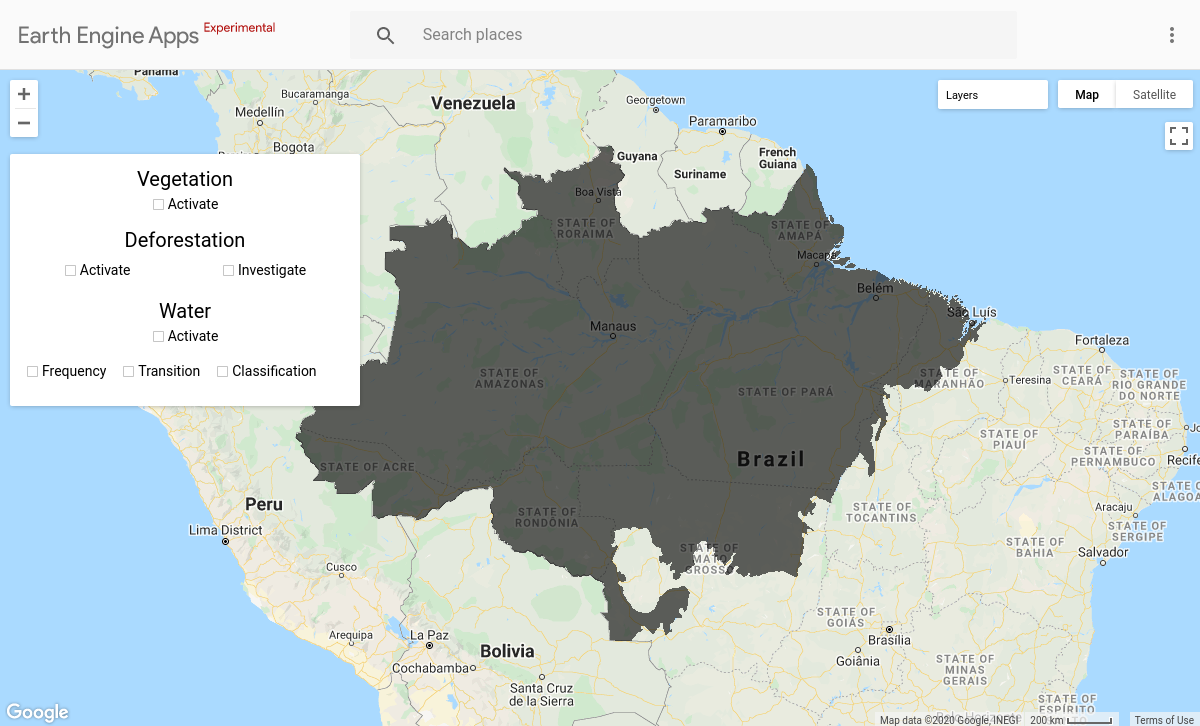 Earth Engine Apps Experimental
Search places
Layers
Map
Satellite
Vegetation
Activate
Deforestation
Activate
Investigate
Water
Activate
Frequency
Transition
Classification
Panama
Bucaramanga
Medellín
Bogota
Venezuela
Georgetown
Paramaribo
Guyana
Suriname
French
Guiana
Boa Vista
STATE OF
RORAIMA
STATE OF
AMAPÁ
Macapá
Belém
São Luís
Manaus
Fortaleza
STATE OF
AMAZONAS
STATE OF PARÁ
STATE OF
MARANHÃO
Teresina
STATE OF
CEARÁ
STATE OF
RIO GRANDE
DO NORTE
STATE OF
PIAUÍ
STATE OF
PARAÍBA
STATE OF
PERNAMBUCO
Recife
Brazil
STATE OF ACRE
Peru
Lima District
STATE OF
RONDÔNIA
STATE OF
TOCANTINS
STATE OF
ALAGOA
Aracaju
STATE OF
SERGIPE
STATE OF
BAHIA
Salvador
STATE OF
MATO
GROSSO
Cusco
Arequipa
La Paz
Bolivia
Cochabamba
Santa Cruz
de la Sierra
STATE OF
GOIÁS
Brasília
Goiânia
STATE OF
MINAS
GERAIS
STATE OF
ESPÍRITO
Google
Map data ©2020 Google, INEGI
200 km
Terms of Use